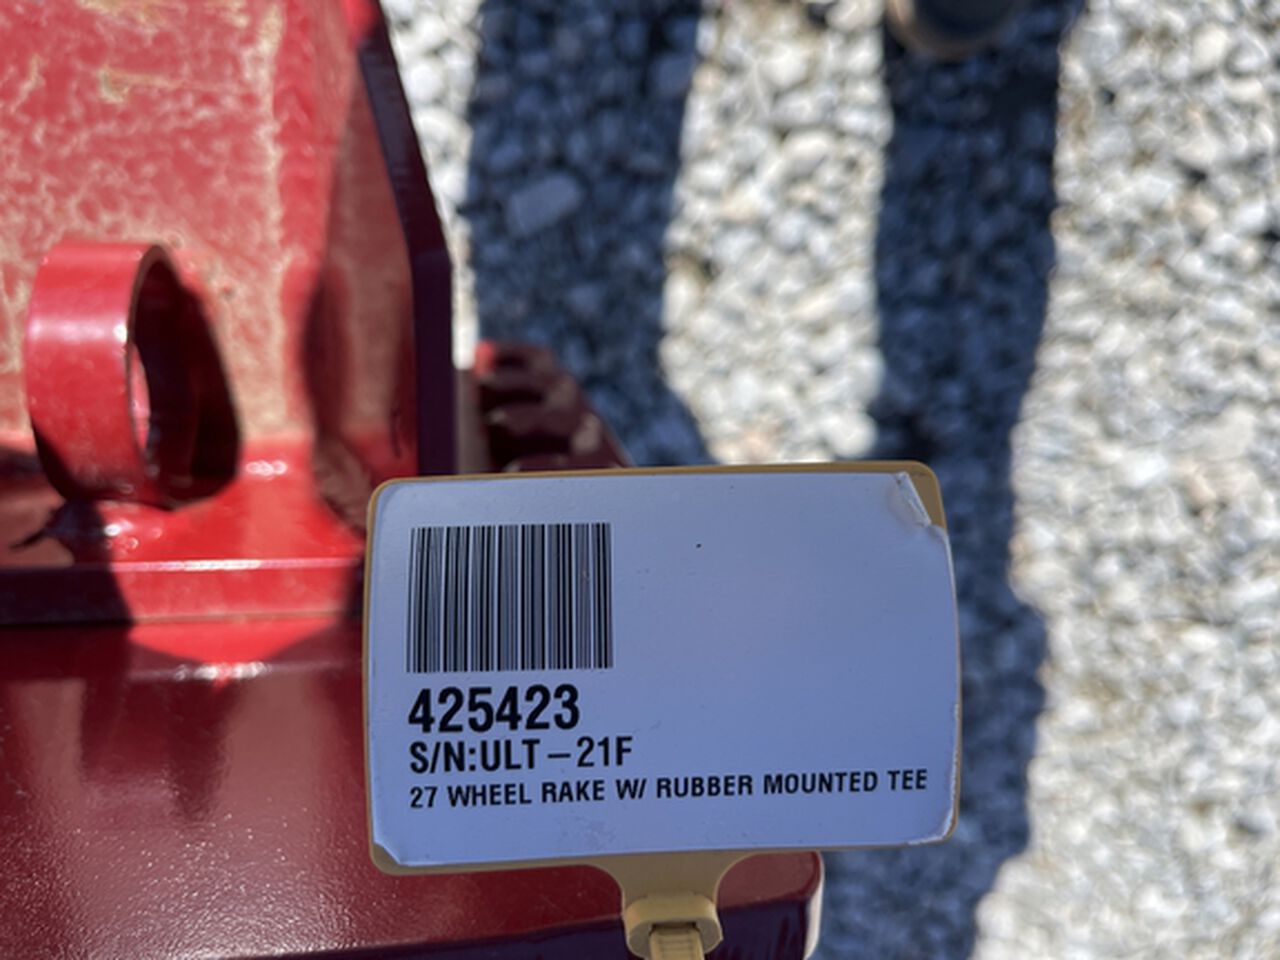 425423
S/N:ULT-21F
27 WHEEL RAKE W/ RUBBER MOUNTED TEE